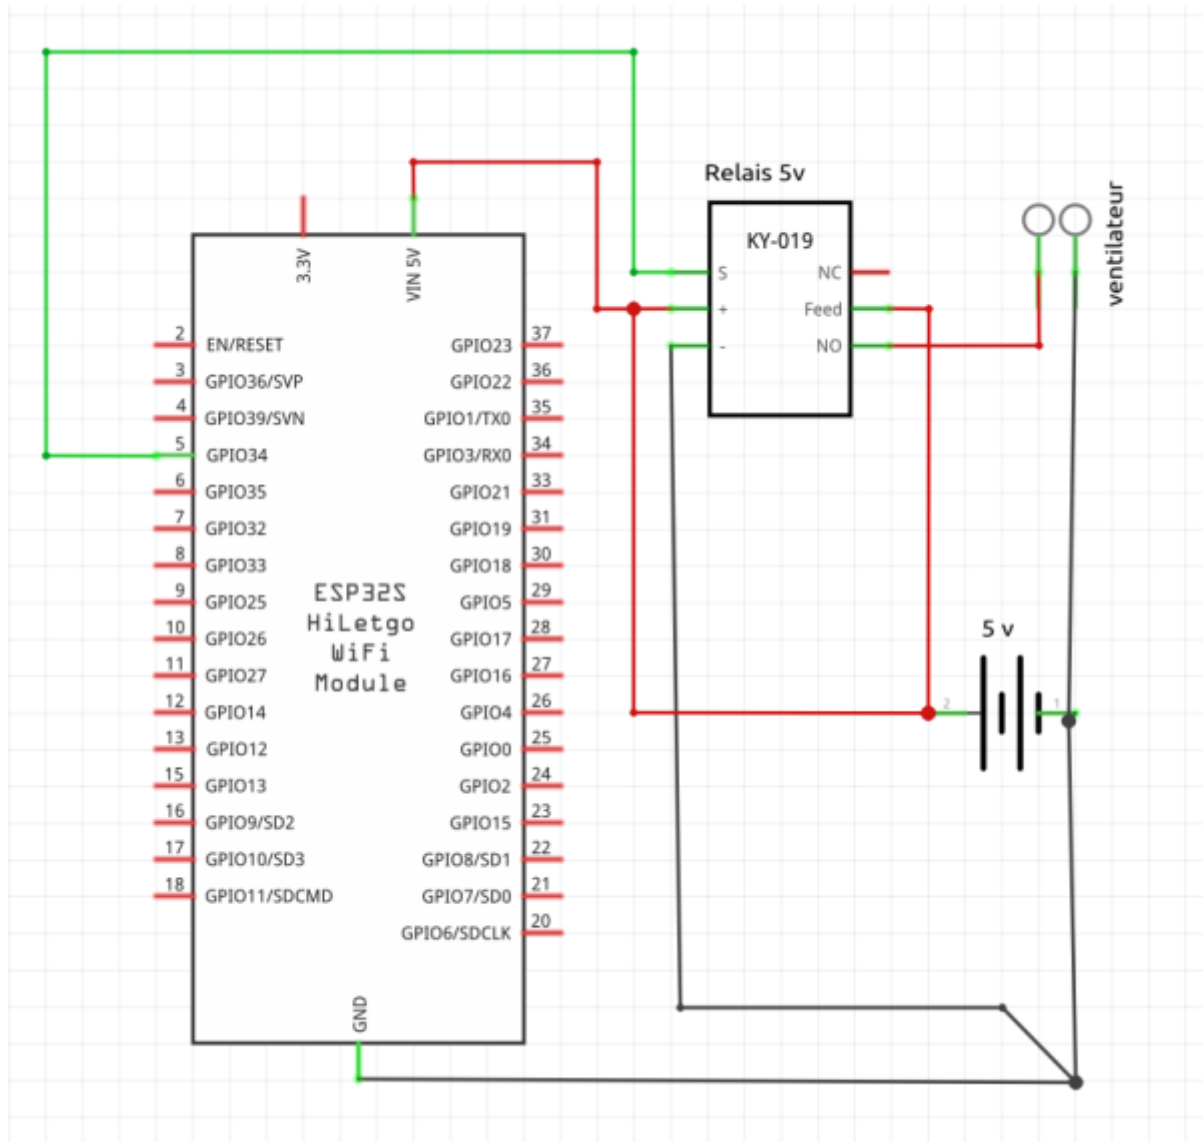 Relais 5v
ventilateur
KY-019
S
+
-
NC
Feed
NO
3.3V
VIN 5V
2 EN/RESET
3 GPIO36/SVP
4 GPIO39/SVN
5 GPIO34
6 GPIO35
7 GPIO32
8 GPIO33
9 GPIO25
10 GPIO26
11 GPIO27
12 GPIO14
13 GPIO12
15 GPIO13
16 GPIO9/SD2
17 GPIO10/SD3
18 GPIO11/SDCMD
GPIO23 37
GPIO22 36
GPIO1/TX0 35
GPIO3/RX0 34
GPIO21 33
GPIO19 31
GPIO18 30
GPIO5 29
GPIO17 28
GPIO16 27
GPIO4 26
GPIO0 25
GPIO2 24
GPIO15 23
GPIO8/SD1 22
GPIO7/SD0 21
GPIO6/SDCLK 20
ESP32S
HiLetgo
WiFi
Module
GND
5 v
2
1